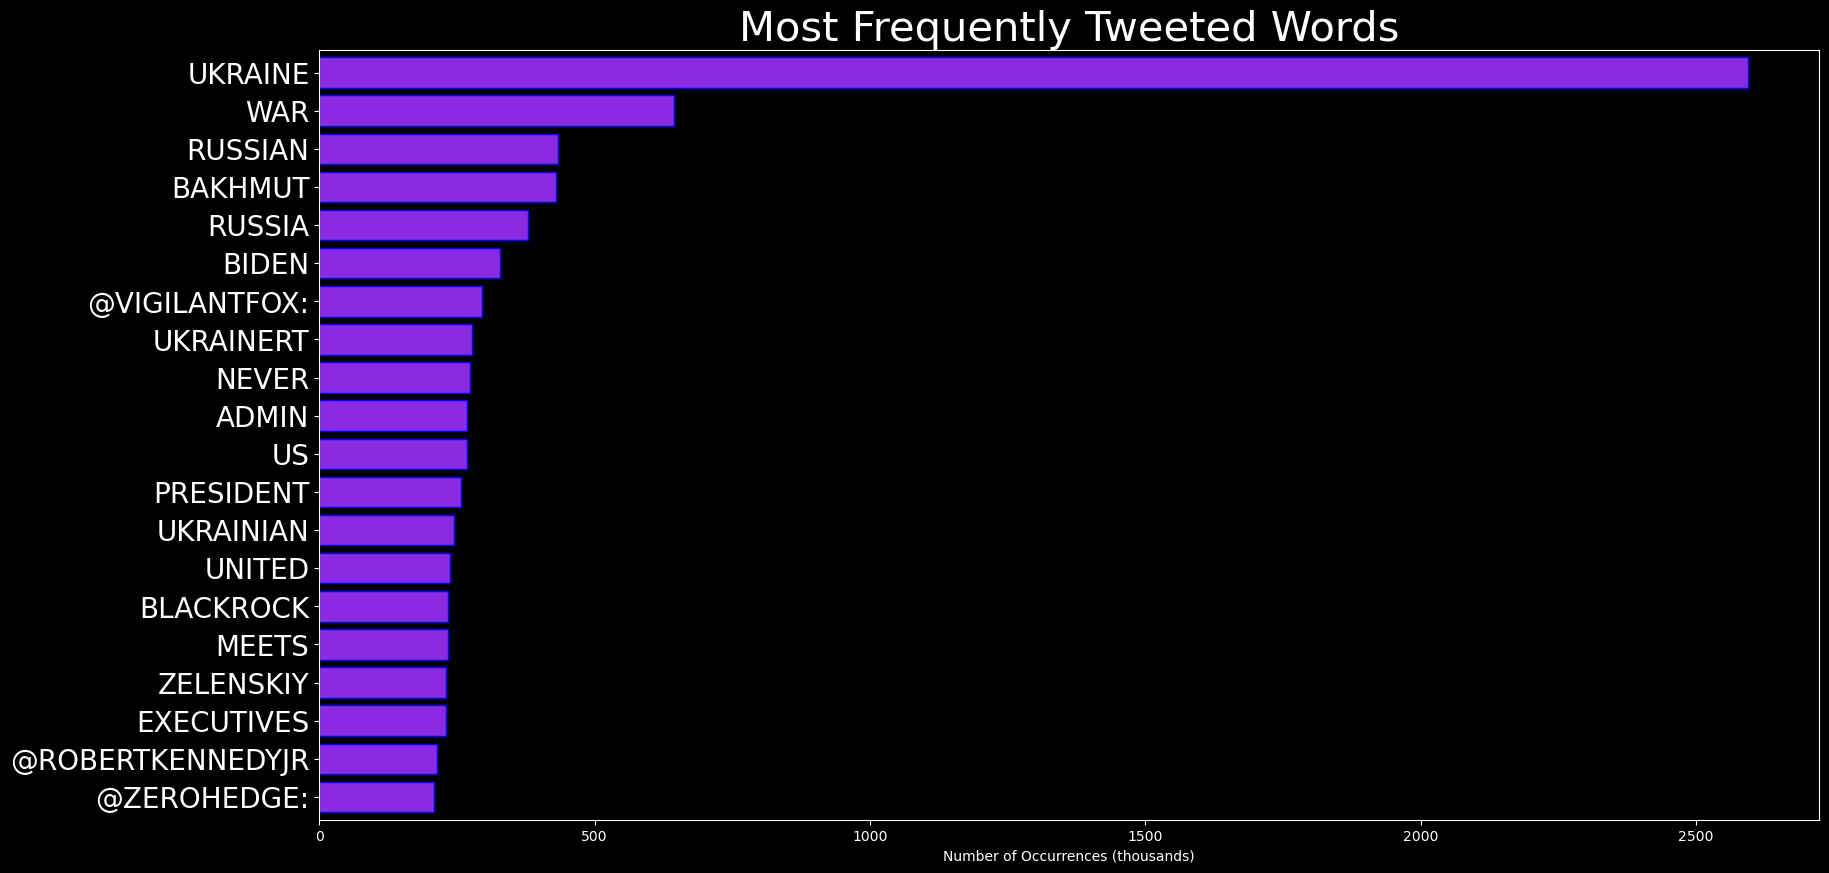 Most Frequently Tweeted Words
UKRAINE
WAR
RUSSIAN
BAKHMUT
RUSSIA
BIDEN
@VIGILANTFOX:
UKRAINERT
NEVER
ADMIN
US
PRESIDENT
UKRAINIAN
UNITED
BLACKROCK
MEETS
ZELENSKIY
EXECUTIVES
@ROBERTKENNEDYJR
@ZEROHEDGE:
0 500 1000 1500 2000 2500
Number of Occurrences (thousands)